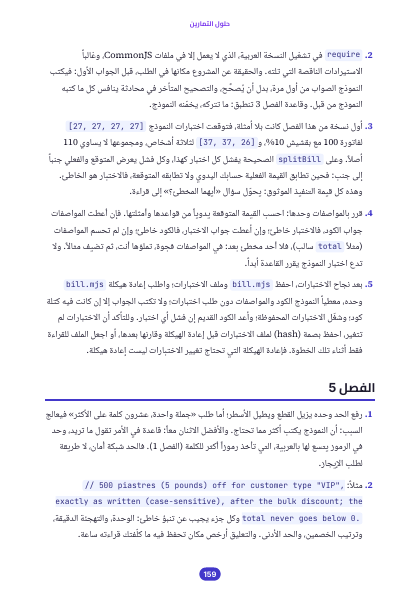 حلول التمارين
2. require في تشغيل النسخة العربية، الذي لا يعمل إلا في ملفات CommonJS، وغالباً
الاستيرادات الناقصة التي تلته. والحقيقة عن المشروع مكانها في الطلب، قبل الجواب الأول: فيكتب
النموذج الصواب من أول مرة، بدل أن يُصحَّح، والتصحيح المتأخر في محادثة ينافس كل ما كتبه
النموذج من قبل. وقاعدة الفصل 3 تنطبق: ما تتركه، يخمّنه النموذج.
3. أول نسخة من هذا الفصل كانت بلا أمثلة، فتوقعت اختبارات النموذج [27, 27, 27, 27]
لفاتورة 100 مع بقشيش 10%، و [37, 37, 36] لثلاثة أشخاص، ومجموعها لا يساوي 110
أصلاً. وعلى splitBill الصحيحة يفشل كل اختبار كهذا، وكل فشل يعرض المتوقع والفعلي جنباً
إلى جنب: فحين تطابق القيمة الفعلية حسابك اليدوي ولا تطابقه المتوقعة، فالاختبار هو الخاطئ.
وهذه كل قيمة التنفيذ الموثوق: يحوّل سؤال «أيهما المخطئ؟» إلى قراءة.
4. قرر بالمواصفات وحدها: احسب القيمة المتوقعة يدوياً من قواعدها وأمثلتها. فإن أعطت المواصفات
جواب الكود، فالاختبار خاطئ؛ وإن أعطت جواب الاختبار، فالكود خاطئ؛ وإن لم تحسم المواصفات
(مثلاً total سالب)، فلا أحد مخطئ بعد: في المواصفات فجوة، تملؤها أنت، ثم تضيف مثالاً. ولا
تدع اختبار النموذج يقرر القاعدة أبداً.
5. بعد نجاح الاختبارات، احفظ bill.mjs وملف الاختبارات؛ واطلب إعادة هيكلة bill.mjs
وحده، معطياً النموذج الكود والمواصفات دون طلب اختبارات؛ ولا تكتب الجواب إلا إن كانت فيه كتلة
كود؛ وشغّل الاختبارات المحفوظة؛ وأعد الكود القديم إن فشل أي اختبار. وللتأكد أن الاختبارات لم
تتغير، احفظ بصمة (hash) لملف الاختبارات قبل إعادة الهيكلة وقارنها بعدها، أو اجعل الملف للقراءة
فقط أثناء تلك الخطوة. فإعادة الهيكلة التي تحتاج تغيير الاختبارات ليست إعادة هيكلة.
الفصل 5
1. رفع الحد وحده يزيل القطع ويطيل الأسطر؛ أما طلب «جملة واحدة، عشرون كلمة على الأكثر» فيعالج
السبب: أن النموذج يكتب أكثر مما تحتاج. والأفضل الاثنان معاً: قاعدة في الأمر تقول ما تريد، وحد
في الرموز يتسع لها بالعربية، التي تأخذ رموزاً أكثر للكلمة (الفصل 1). فالحد شبكة أمان، لا طريقة
لطلب الإيجاز.
2. مثلاً: // 500 piastres (5 pounds) off for customer type "VIP",
exactly as written (case-sensitive), after the bulk discount; the
total never goes below 0. وكل جزء يجيب عن تنبؤ خاطئ: الوحدة، والتهجئة الدقيقة،
وترتيب الخصمين، والحد الأدنى. والتعليق أرخص مكان تحفظ فيه ما كلّفتك قراءته ساعة.
159